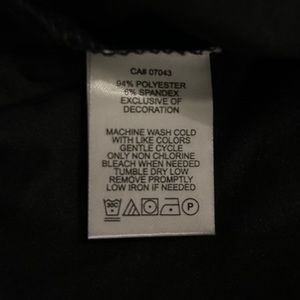 CA# 07043
94% POLYESTER
6% SPANDEX
EXCLUSIVE OF
DECORATION
MACHINE WASH COLD
WITH LIKE COLORS
GENTLE CYCLE
ONLY NON CHLORINE
BLEACH WHEN NEEDED
TUMBLE DRY LOW
REMOVE PROMPTLY
LOW IRON IF NEEDED
30C P